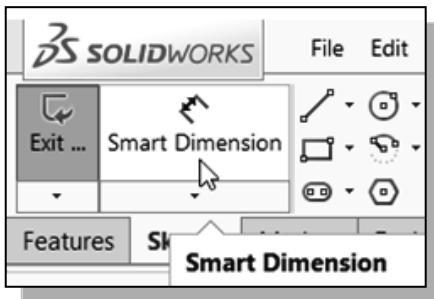 SOLIDWORKS File Edit
Exit ... Smart Dimension
Features
Smart Dimension